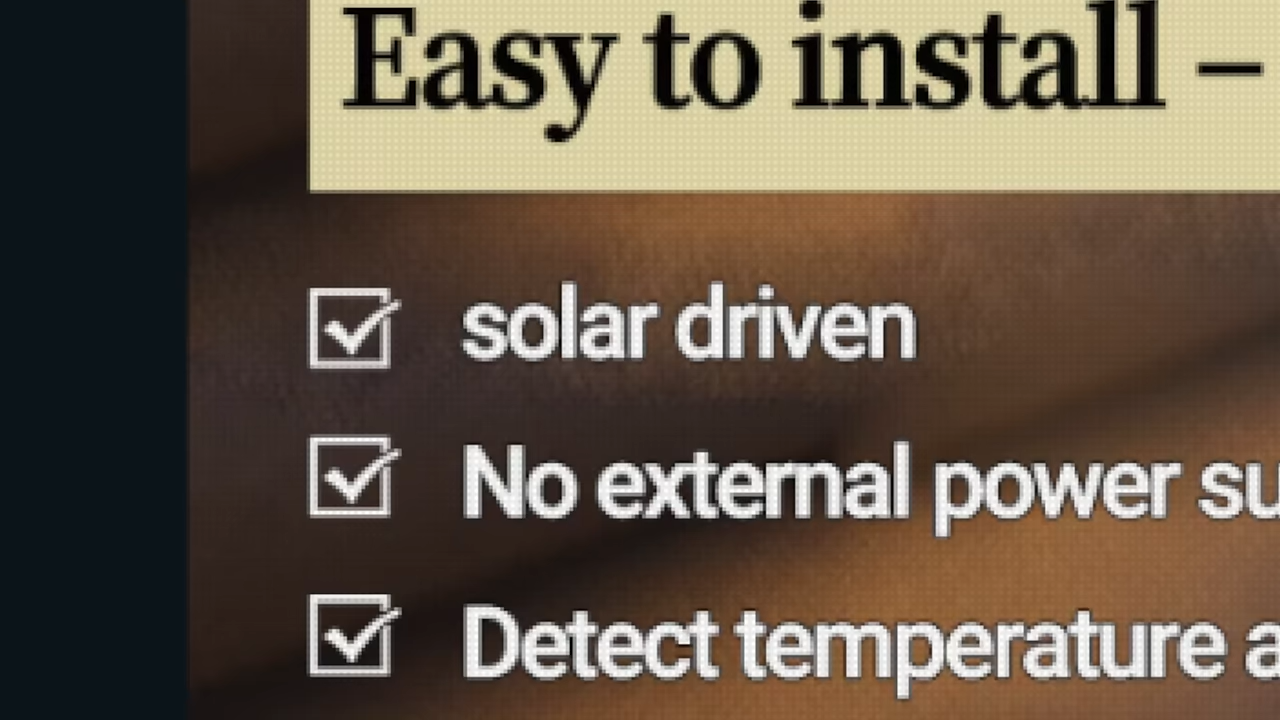 Easy to install –
solar driven
No external power su
Detect temperature a